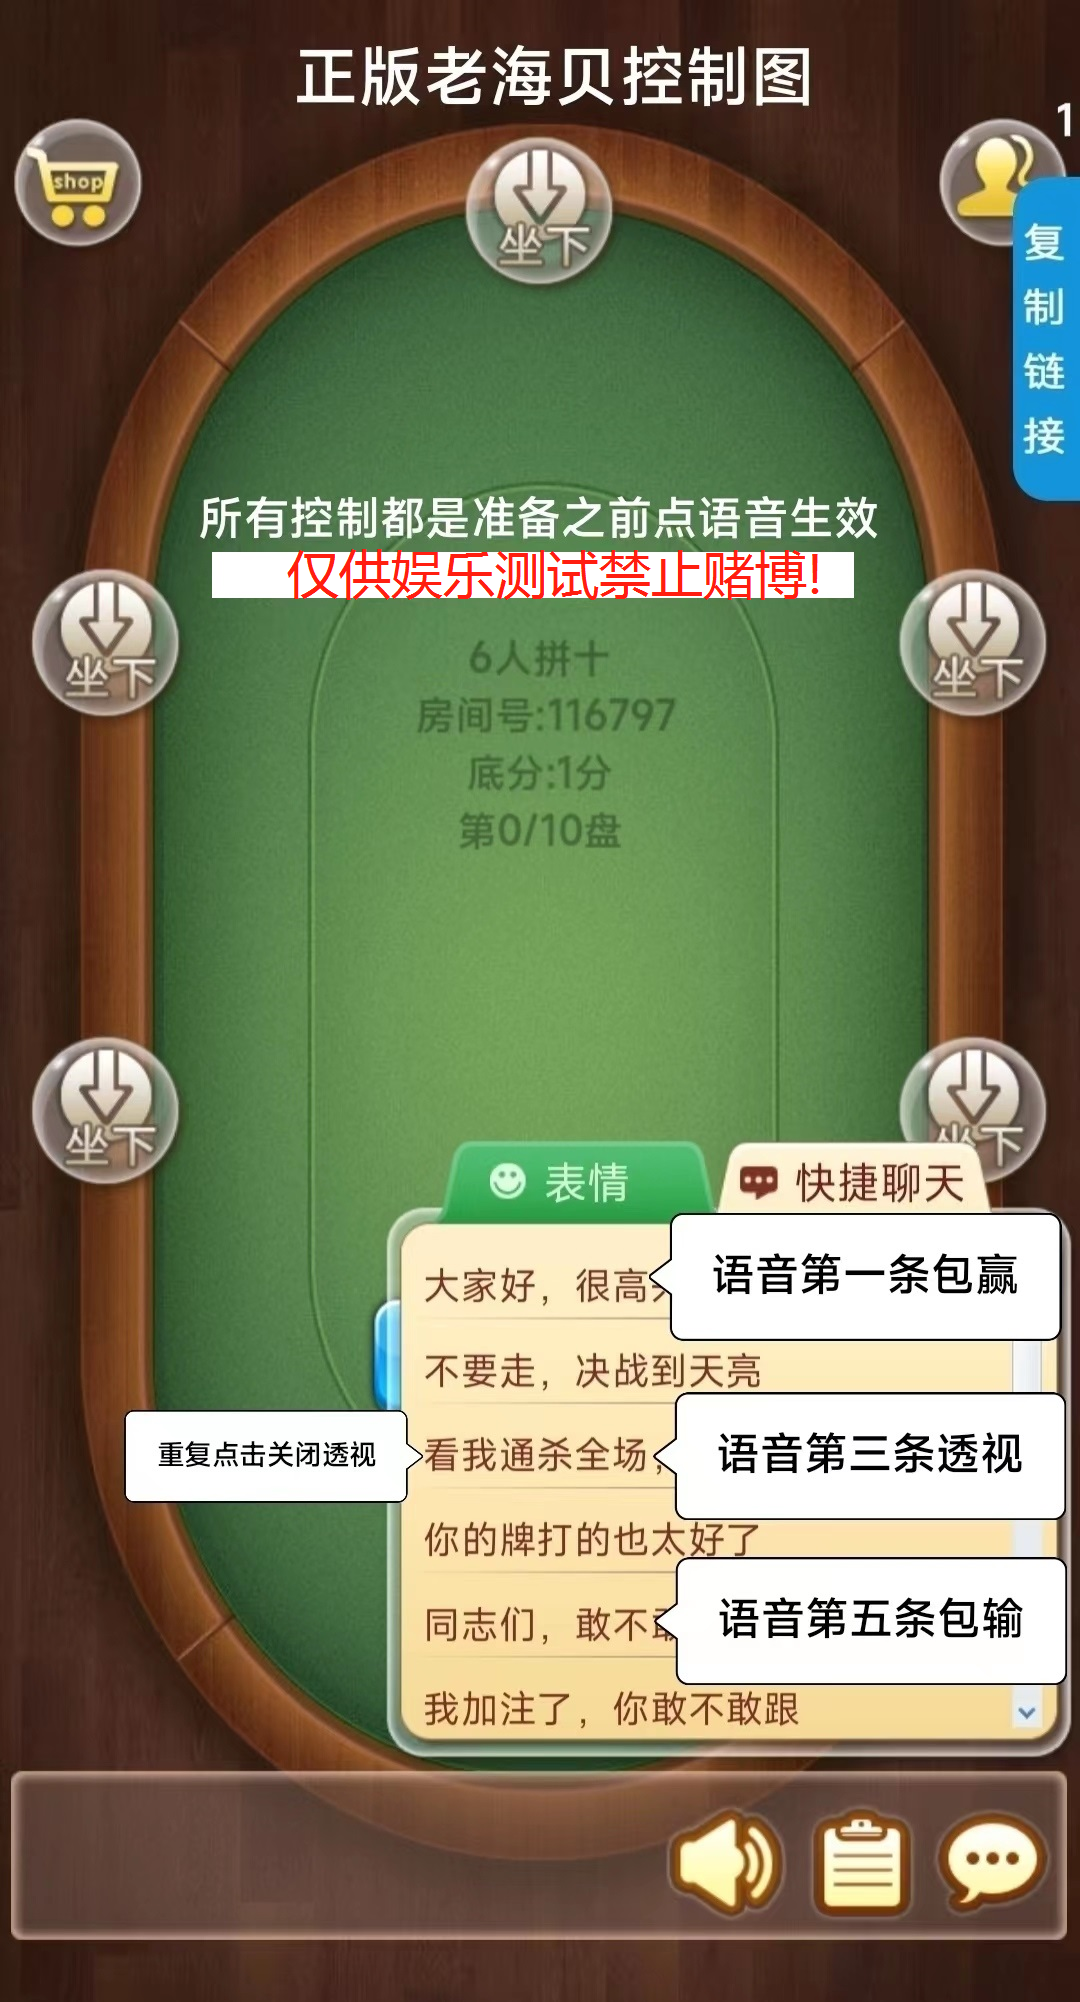 正版老海贝控制图
1
shop
坐下
复制链接
所有控制都是准备之前点语音生效
仅供娱乐测试禁止赌博!
坐下
坐下
6人拼十
房间号:116797
底分:1分
第0/10盘
坐下
坐下
表情
快捷聊天
大家好，很高
语音第一条包赢
不要走，决战到天亮
重复点击关闭透视
看我通杀全场，
语音第三条透视
你的牌打的也太好了
同志们，敢不敢
语音第五条包输
我加注了，你敢不敢跟